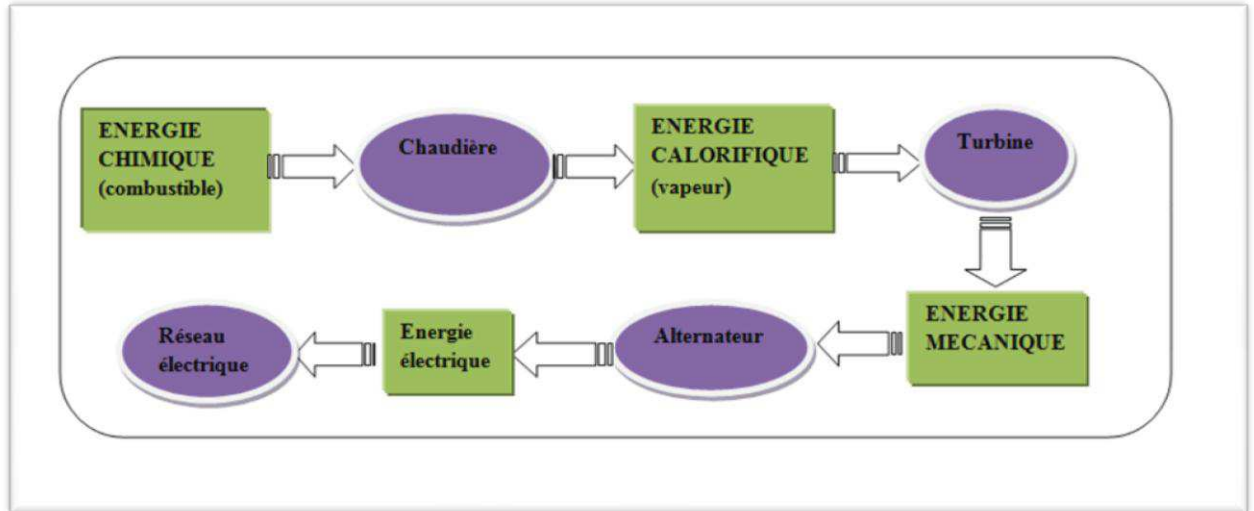 ENERGIE
CHIMIQUE
(combustible)
Chaudière
ENERGIE
CALORIFIQUE
(vapeur)
Turbine
ENERGIE
MECANIQUE
Alternateur
Energie
électrique
Réseau
électrique